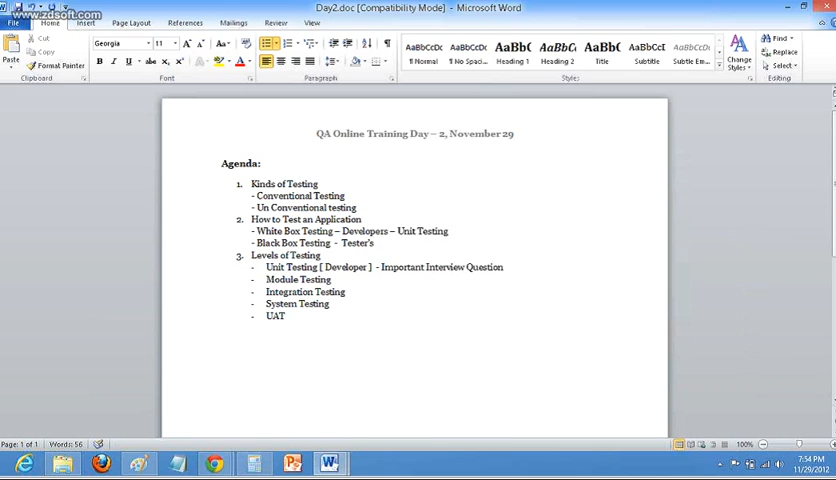 www.zdsoft.com
Day2.doc [Compatibility Mode] - Microsoft Word
File Home Insert Page Layout References Mailings Review View
Paste
Cut
Copy
Format Painter
Clipboard
Georgia 11
Font
Paragraph
AaBbCcDc AaBbCcDc AaBbC AaBbCc AaBbC AaBbCcI AaBbCcDc
¶ Normal ¶ No Spaci... Heading 1 Heading 2 Title Subtitle Subtle Em...
Change Styles
Styles
Find
Replace
Select
Editing
QA Online Training Day – 2, November 29
Agenda:
1. Kinds of Testing
- Conventional Testing
- Un Conventional testing
2. How to Test an Application
- White Box Testing – Developers – Unit Testing
- Black Box Testing - Tester's
3. Levels of Testing
- Unit Testing [ Developer ] - Important Interview Question
- Module Testing
- Integration Testing
- System Testing
- UAT
Page: 1 of 1 Words: 56 100%
7:54 PM
11/29/2012